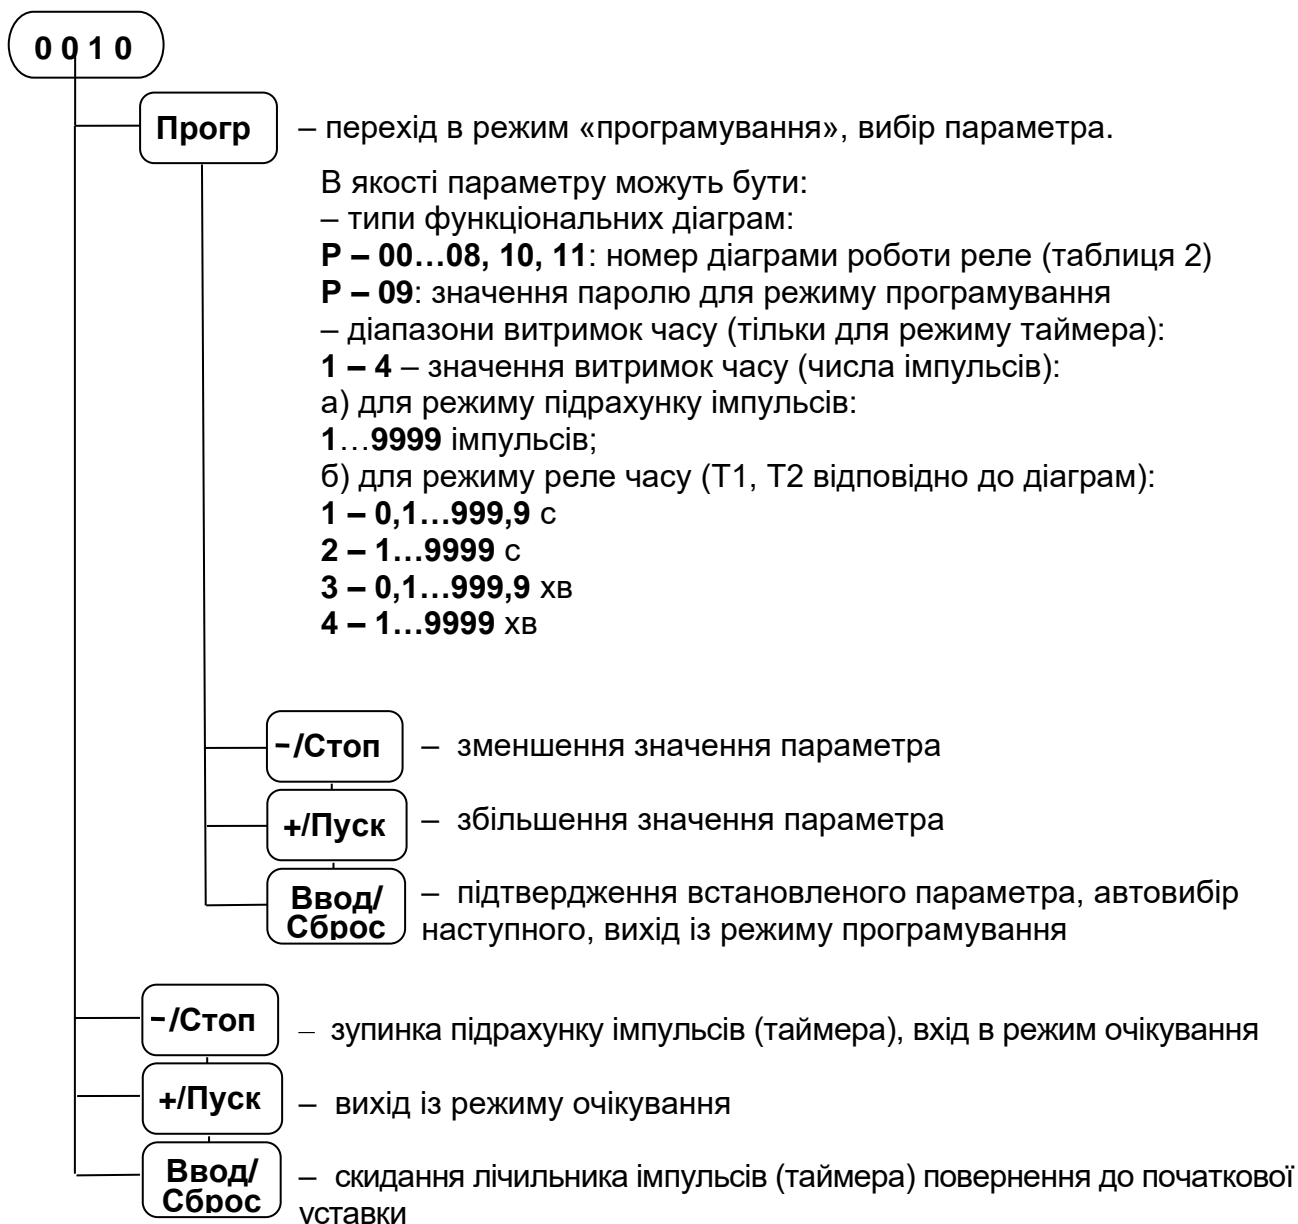 0 0 1 0
Прогр – перехід в режим «програмування», вибір параметра.
В якості параметру можуть бути:
– типи функціональних діаграм:
Р – 00…08, 10, 11: номер діаграми роботи реле (таблиця 2)
Р – 09: значення паролю для режиму програмування
– діапазони витримок часу (тільки для режиму таймера):
1 – 4 – значення витримок часу (числа імпульсів):
а) для режиму підрахунку імпульсів:
1…9999 імпульсів;
б) для режиму реле часу (Т1, Т2 відповідно до діаграм):
1 – 0,1…999,9 с
2 – 1…9999 с
3 – 0,1…999,9 хв
4 – 1…9999 хв
-/Стоп – зменшення значення параметра
+/Пуск – збільшення значення параметра
Ввод/ – підтвердження встановленого параметра, автовибір
Сброс наступного, вихід із режиму програмування
-/Стоп – зупинка підрахунку імпульсів (таймера), вхід в режим очікування
+/Пуск – вихід із режиму очікування
Ввод/ – скидання лічильника імпульсів (таймера) повернення до початкової
Сброс уставки